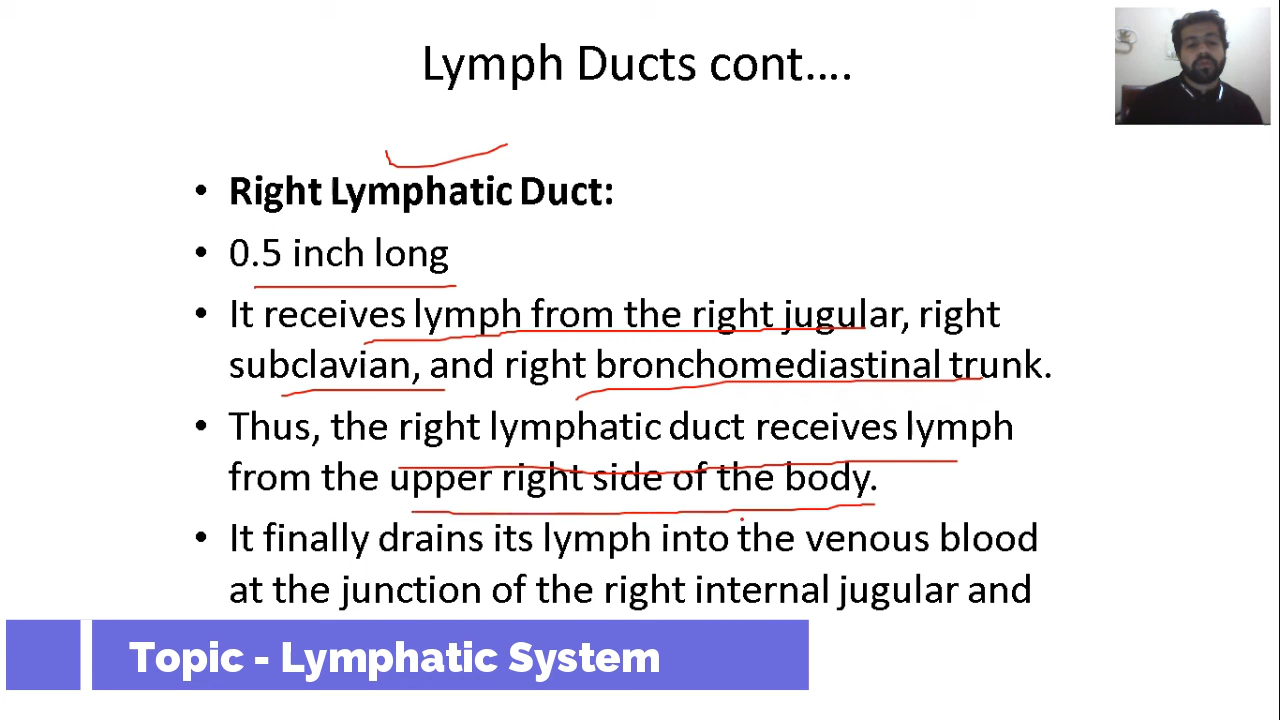 Lymph Ducts cont....
• Right Lymphatic Duct:
• 0.5 inch long
• It receives lymph from the right jugular, right
subclavian, and right bronchomediastinal trunk.
• Thus, the right lymphatic duct receives lymph
from the upper right side of the body.
• It finally drains its lymph into the venous blood
at the junction of the right internal jugular and
Topic - Lymphatic System